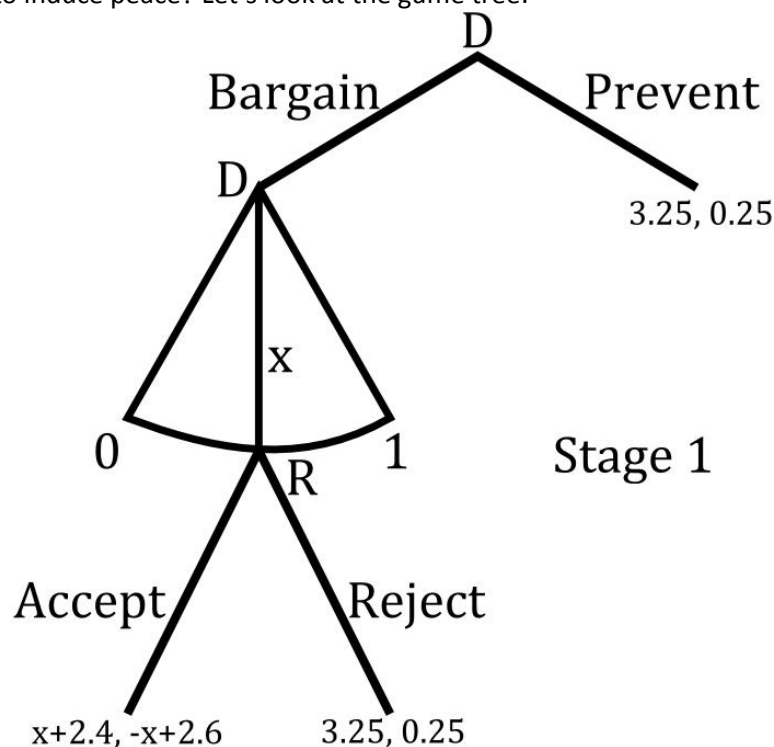 to induce peace? Let's look at the game tree.
D
Bargain
Prevent
D
3.25, 0.25
x
0
1
R
Stage 1
Accept
Reject
x+2.4, -x+2.6
3.25, 0.25